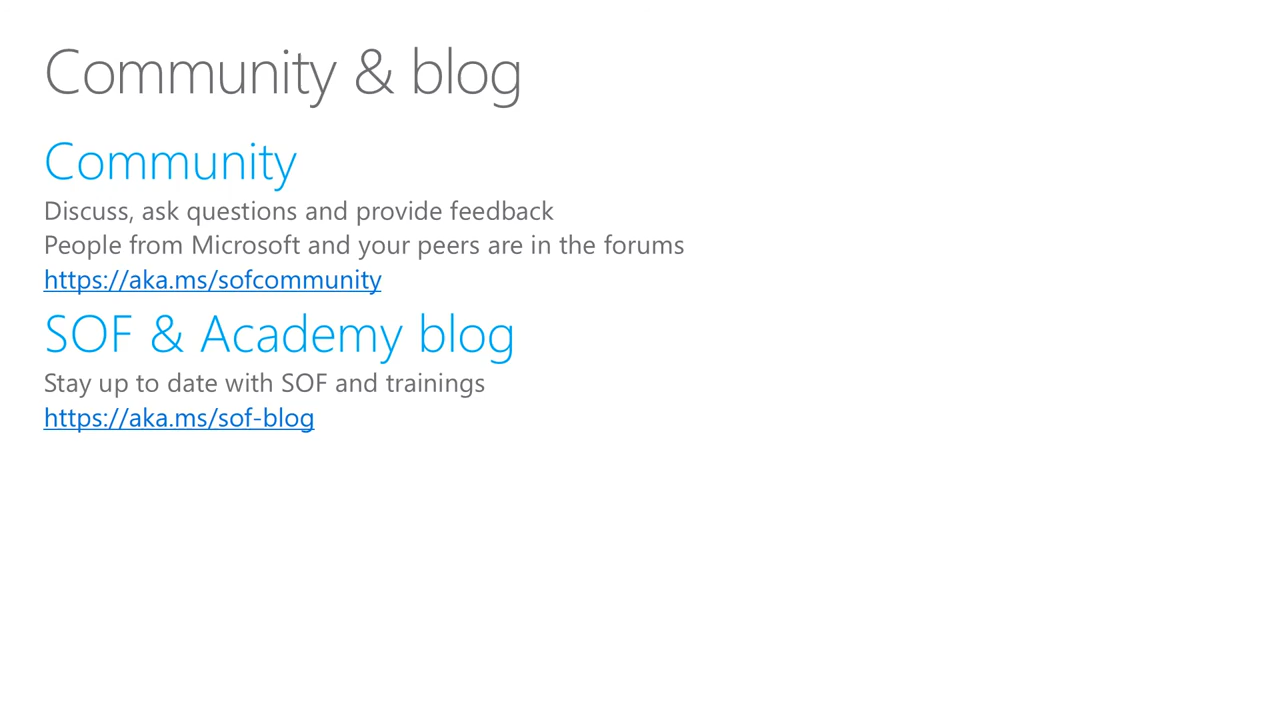 Community & blog
Community
Discuss, ask questions and provide feedback
People from Microsoft and your peers are in the forums
https://aka.ms/sofcommunity
SOF & Academy blog
Stay up to date with SOF and trainings
https://aka.ms/sof-blog